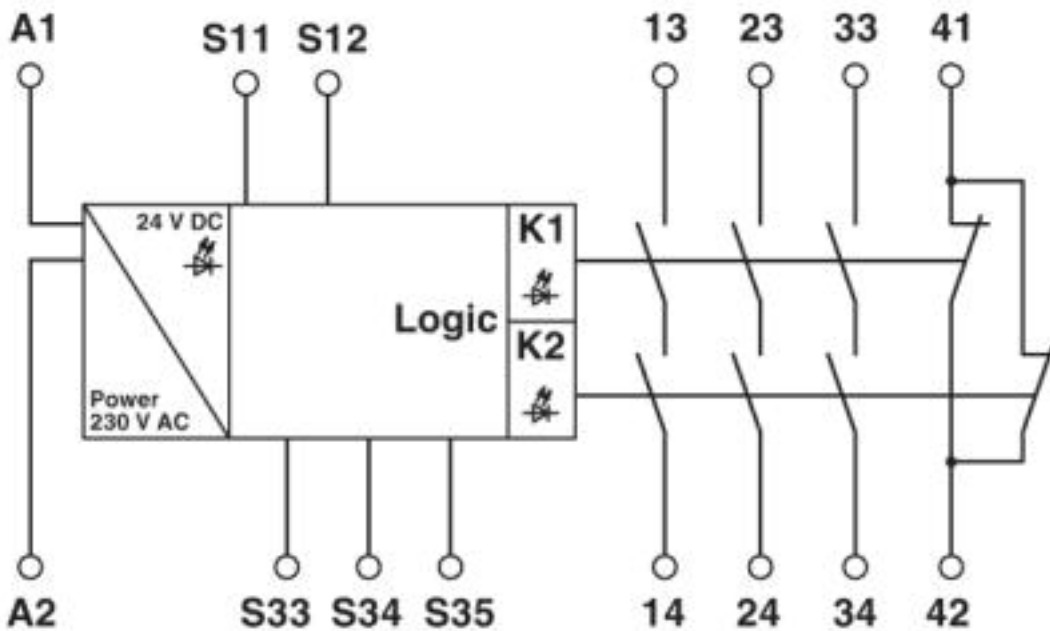 A1
S11
S12
13
23
33
41
24 V DC
K1
Logic
K2
Power
230 V AC
A2
S33
S34
S35
14
24
34
42